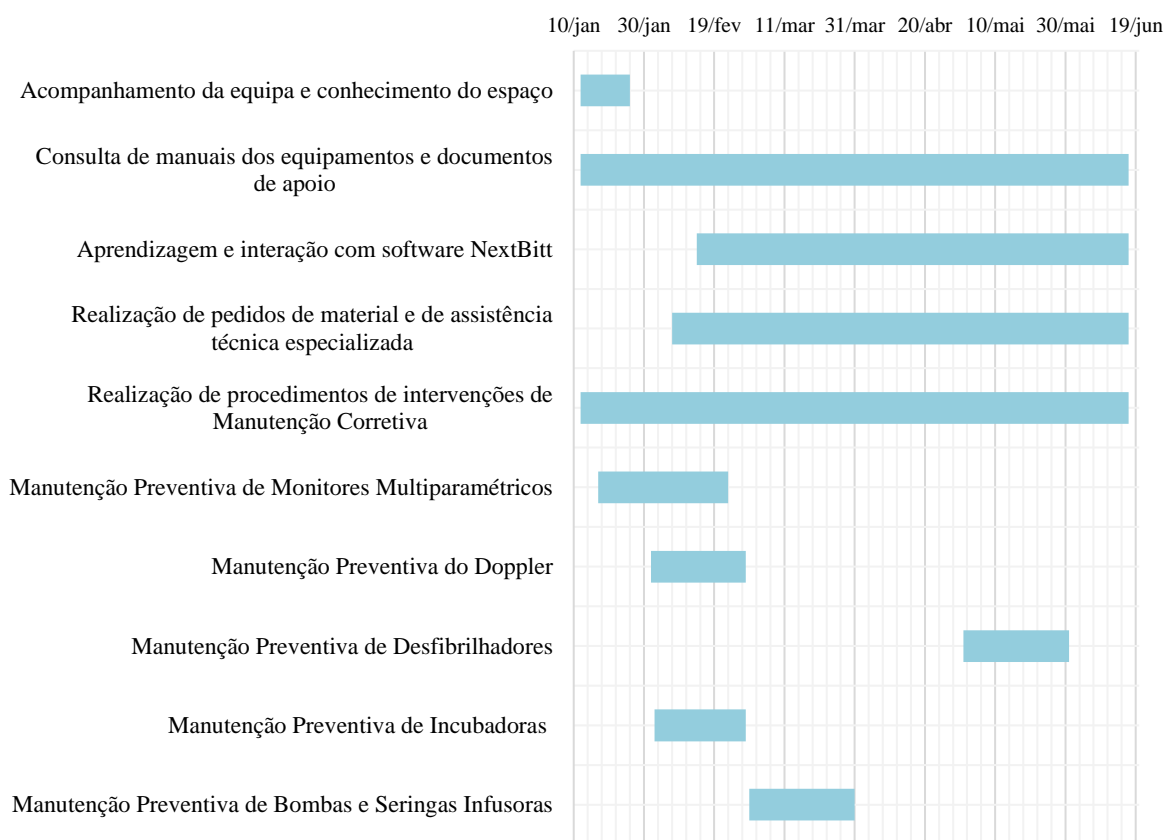 10/jan 30/jan 19/fev 11/mar 31/mar 20/abr 10/mai 30/mai 19/jun
Acompanhamento da equipa e conhecimento do espaço
Consulta de manuais dos equipamentos e documentos
de apoio
Aprendizagem e interação com software NextBitt
Realização de pedidos de material e de assistência
técnica especializada
Realização de procedimentos de intervenções de
Manutenção Corretiva
Manutenção Preventiva de Monitores Multiparamétricos
Manutenção Preventiva do Doppler
Manutenção Preventiva de Desfibrilhadores
Manutenção Preventiva de Incubadoras
Manutenção Preventiva de Bombas e Seringas Infusoras